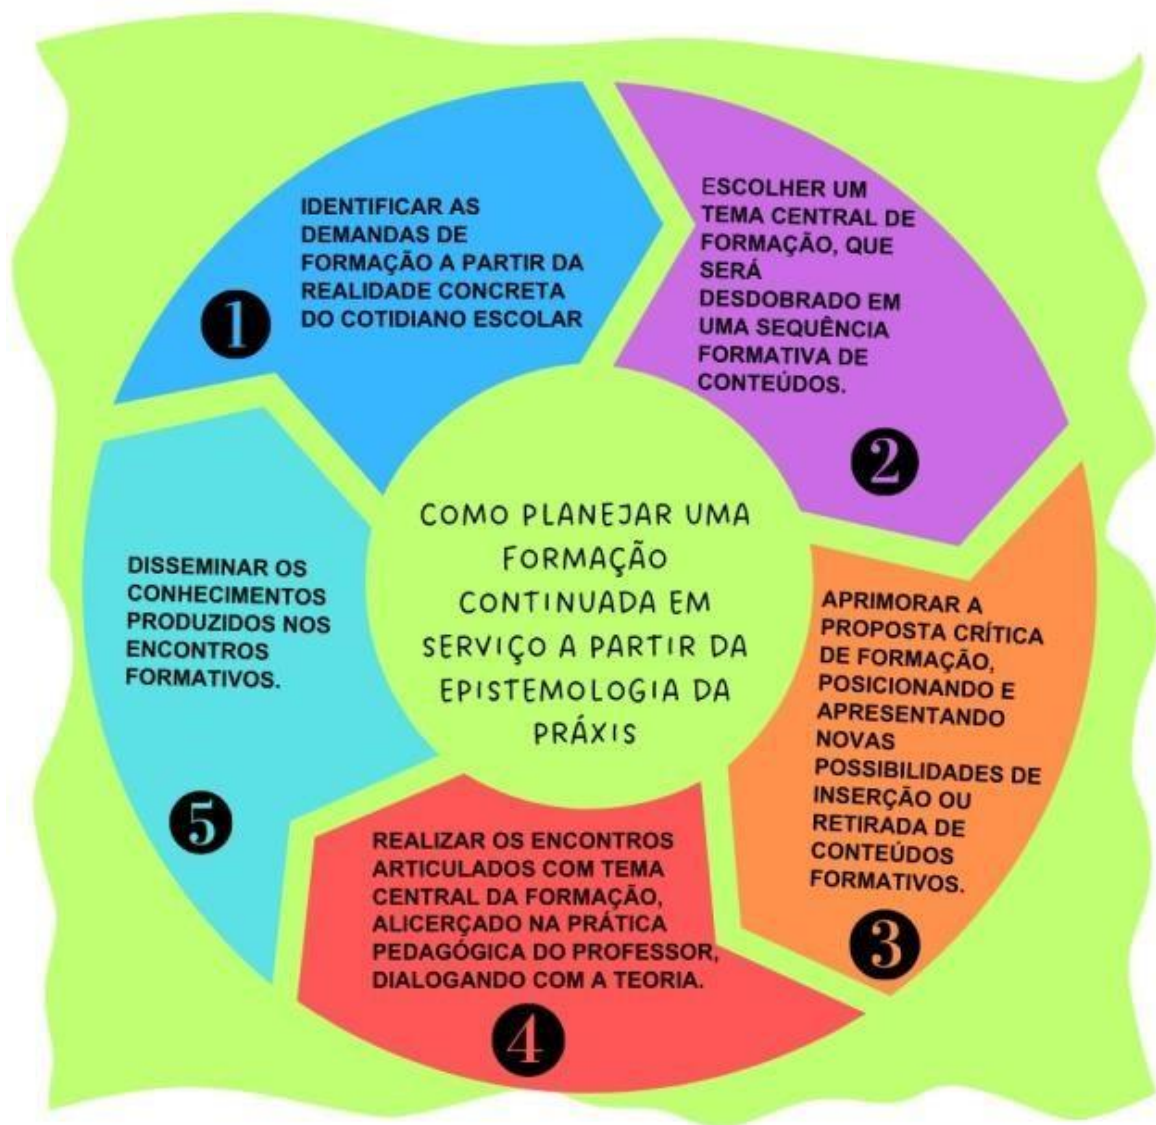 COMO PLANEJAR UMA
FORMAÇÃO
CONTINUADA EM
SERVIÇO A PARTIR DA
EPISTEMOLOGIA DA
PRÁXIS
IDENTIFICAR AS
DEMANDAS DE
FORMAÇÃO A PARTIR DA
REALIDADE CONCRETA
DO COTIDIANO ESCOLAR
1
ESCOLHER UM
TEMA CENTRAL DE
FORMAÇÃO, QUE
SERÁ
DESDOBRADO EM
UMA SEQUÊNCIA
FORMATIVA DE
CONTEÚDOS.
2
APRIMORAR A
PROPOSTA CRÍTICA
DE FORMAÇÃO,
POSICIONANDO E
APRESENTANDO
NOVAS
POSSIBILIDADES DE
INSERÇÃO OU
RETIRADA DE
CONTEÚDOS
FORMATIVOS.
3
REALIZAR OS ENCONTROS
ARTICULADOS COM TEMA
CENTRAL DA FORMAÇÃO,
ALICERÇADO NA PRÁTICA
PEDAGÓGICA DO PROFESSOR,
DIALOGANDO COM A TEORIA.
4
DISSEMINAR OS
CONHECIMENTOS
PRODUZIDOS NOS
ENCONTROS
FORMATIVOS.
5